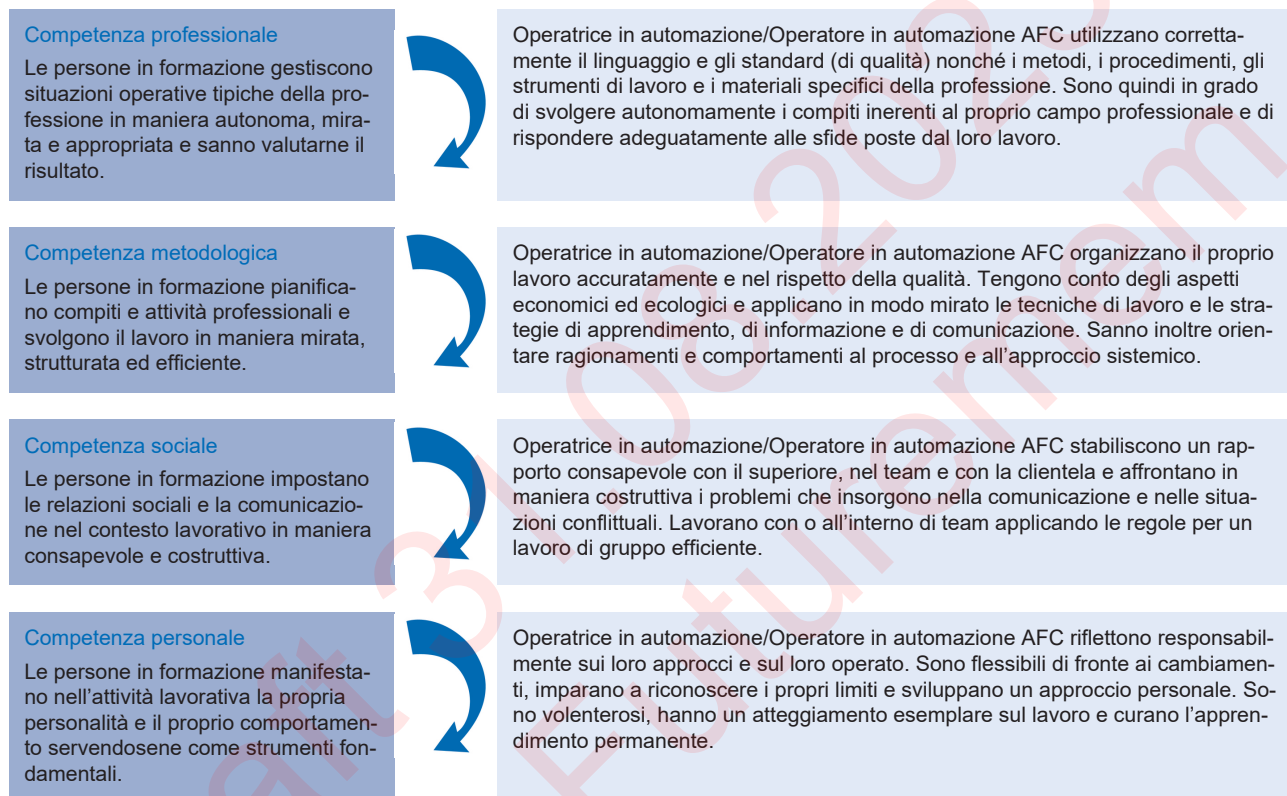 Competenza professionale
Le persone in formazione gestiscono
situazioni operative tipiche della pro-
fessione in maniera autonoma, mira-
ta e appropriata e sanno valutarne il
risultato.
Operatrice in automazione/Operatore in automazione AFC utilizzano corretta-
mente il linguaggio e gli standard (di qualità) nonché i metodi, i procedimenti, gli
strumenti di lavoro e i materiali specifici della professione. Sono quindi in grado
di svolgere autonomamente i compiti inerenti al proprio campo professionale e di
rispondere adeguatamente alle sfide poste dal loro lavoro.
Competenza metodologica
Le persone in formazione pianifica-
no compiti e attività professionali e
svolgono il lavoro in maniera mirata,
strutturata ed efficiente.
Operatrice in automazione/Operatore in automazione AFC organizzano il proprio
lavoro accuratamente e nel rispetto della qualità. Tengono conto degli aspetti
economici ed ecologici e applicano in modo mirato le tecniche di lavoro e le stra-
tegie di apprendimento, di informazione e di comunicazione. Sanno inoltre orien-
tare ragionamenti e comportamenti al processo e all'approccio sistemico.
Competenza sociale
Le persone in formazione impostano
le relazioni sociali e la comunicazio-
ne nel contesto lavorativo in maniera
consapevole e costruttiva.
Operatrice in automazione/Operatore in automazione AFC stabiliscono un rap-
porto consapevole con il superiore, nel team e con la clientela e affrontano in
maniera costruttiva i problemi che insorgono nella comunicazione e nelle situa-
zioni conflittuali. Lavorano con o all'interno di team applicando le regole per un
lavoro di gruppo efficiente.
Competenza personale
Le persone in formazione manifesta-
no nell'attività lavorativa la propria
personalità e il proprio comportamen-
to servendosene come strumenti fon-
damentali.
Operatrice in automazione/Operatore in automazione AFC riflettono responsabil-
mente sui loro approcci e sul loro operato. Sono flessibili di fronte ai cambiamen-
ti, imparano a riconoscere i propri limiti e sviluppano un approccio personale. So-
no volenterosi, hanno un atteggiamento esemplare sul lavoro e curano l'appren-
dimento permanente.